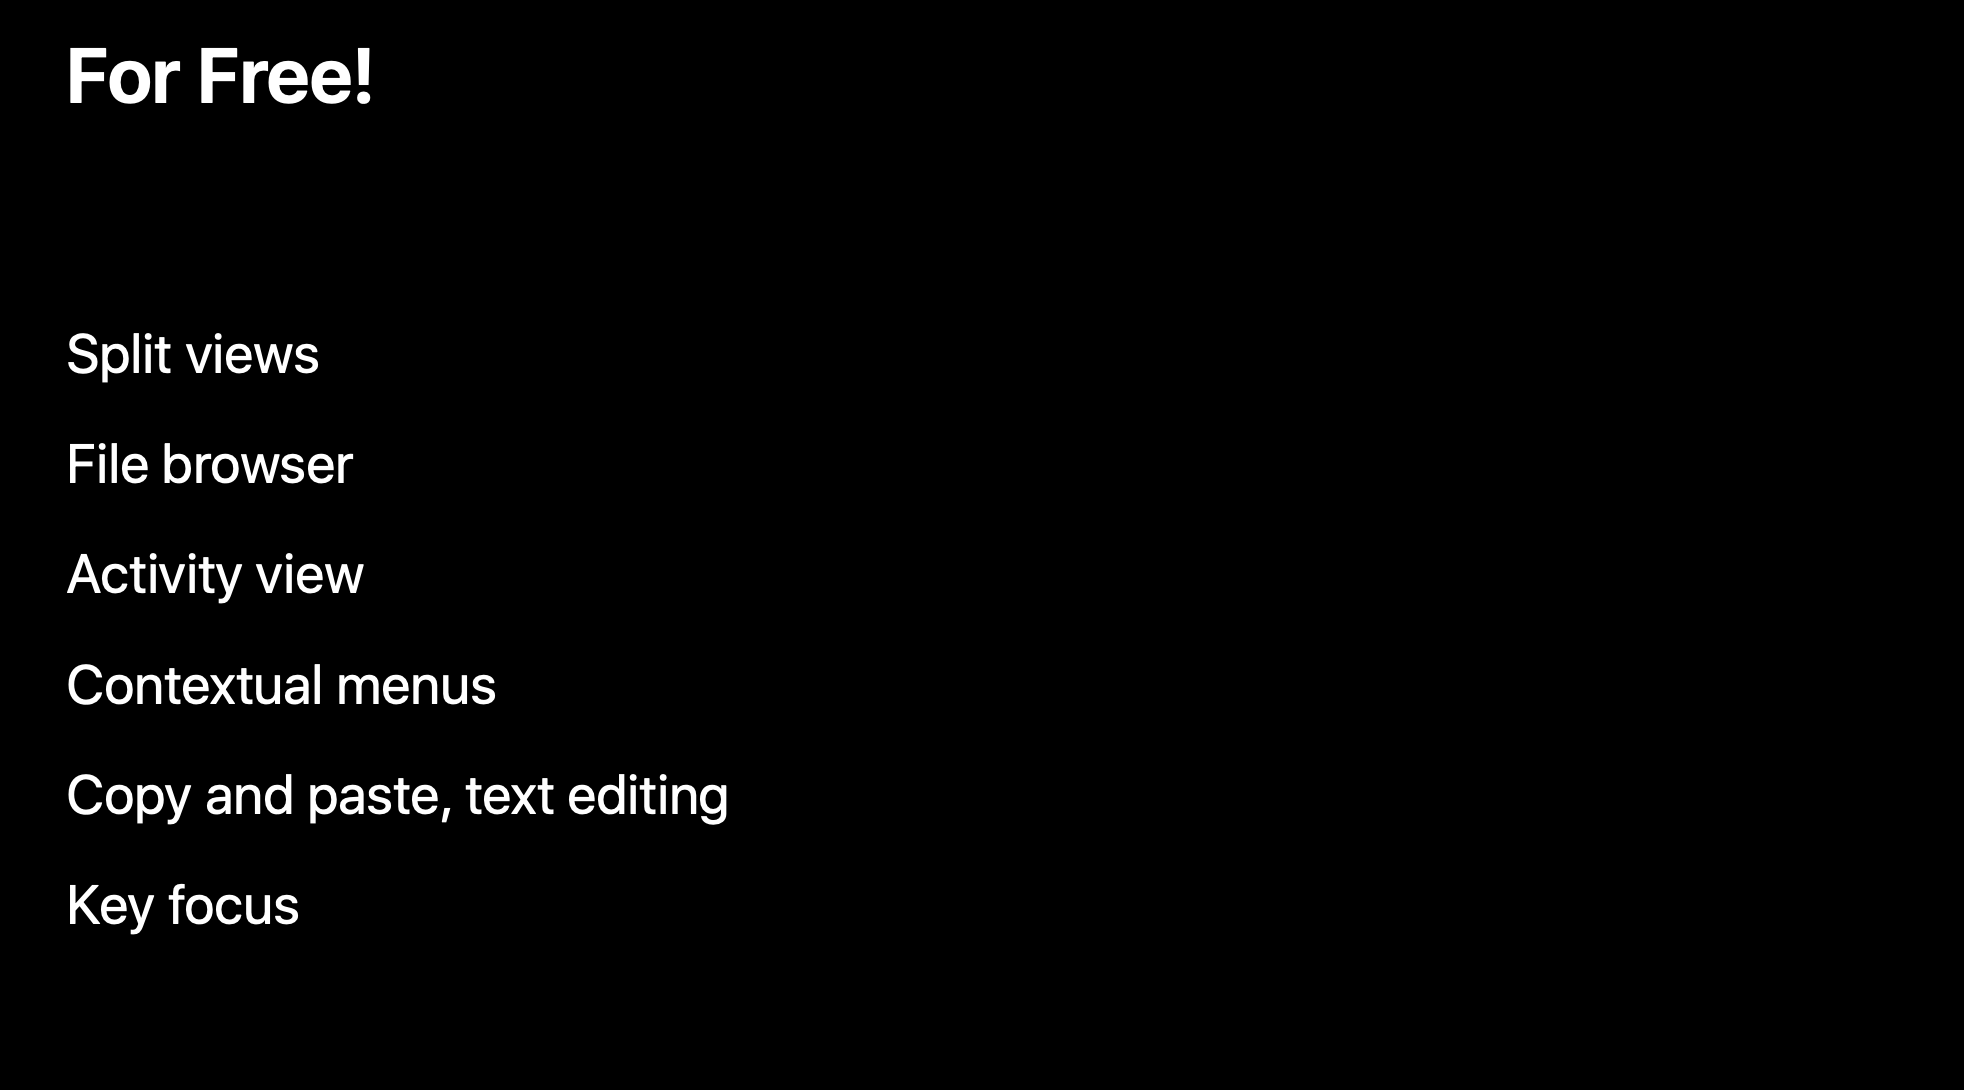 For Free!
Split views
File browser
Activity view
Contextual menus
Copy and paste, text editing
Key focus